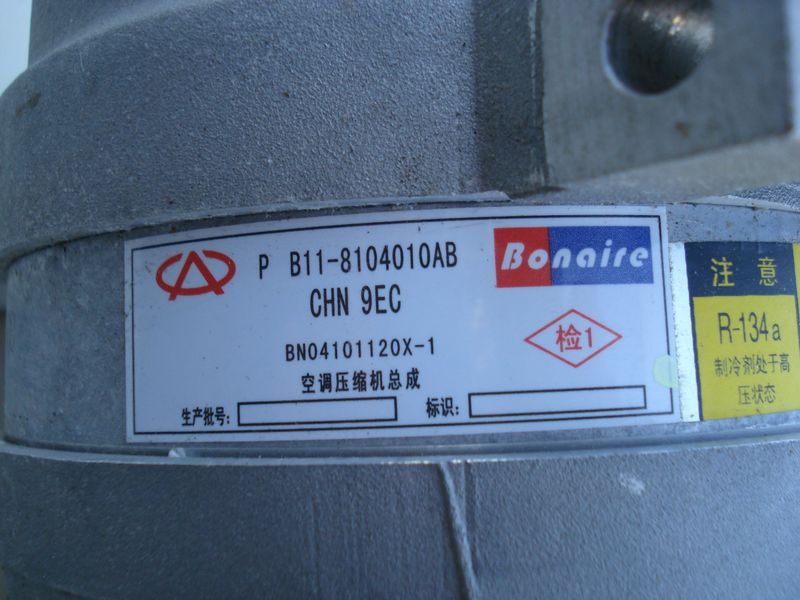 P B11-8104010AB
Bonaire
CHN 9EC
BN04101120X-1
检1
空调压缩机总成
生产批号:
标识:
注 意
R-134a
制冷剂处于高
压状态